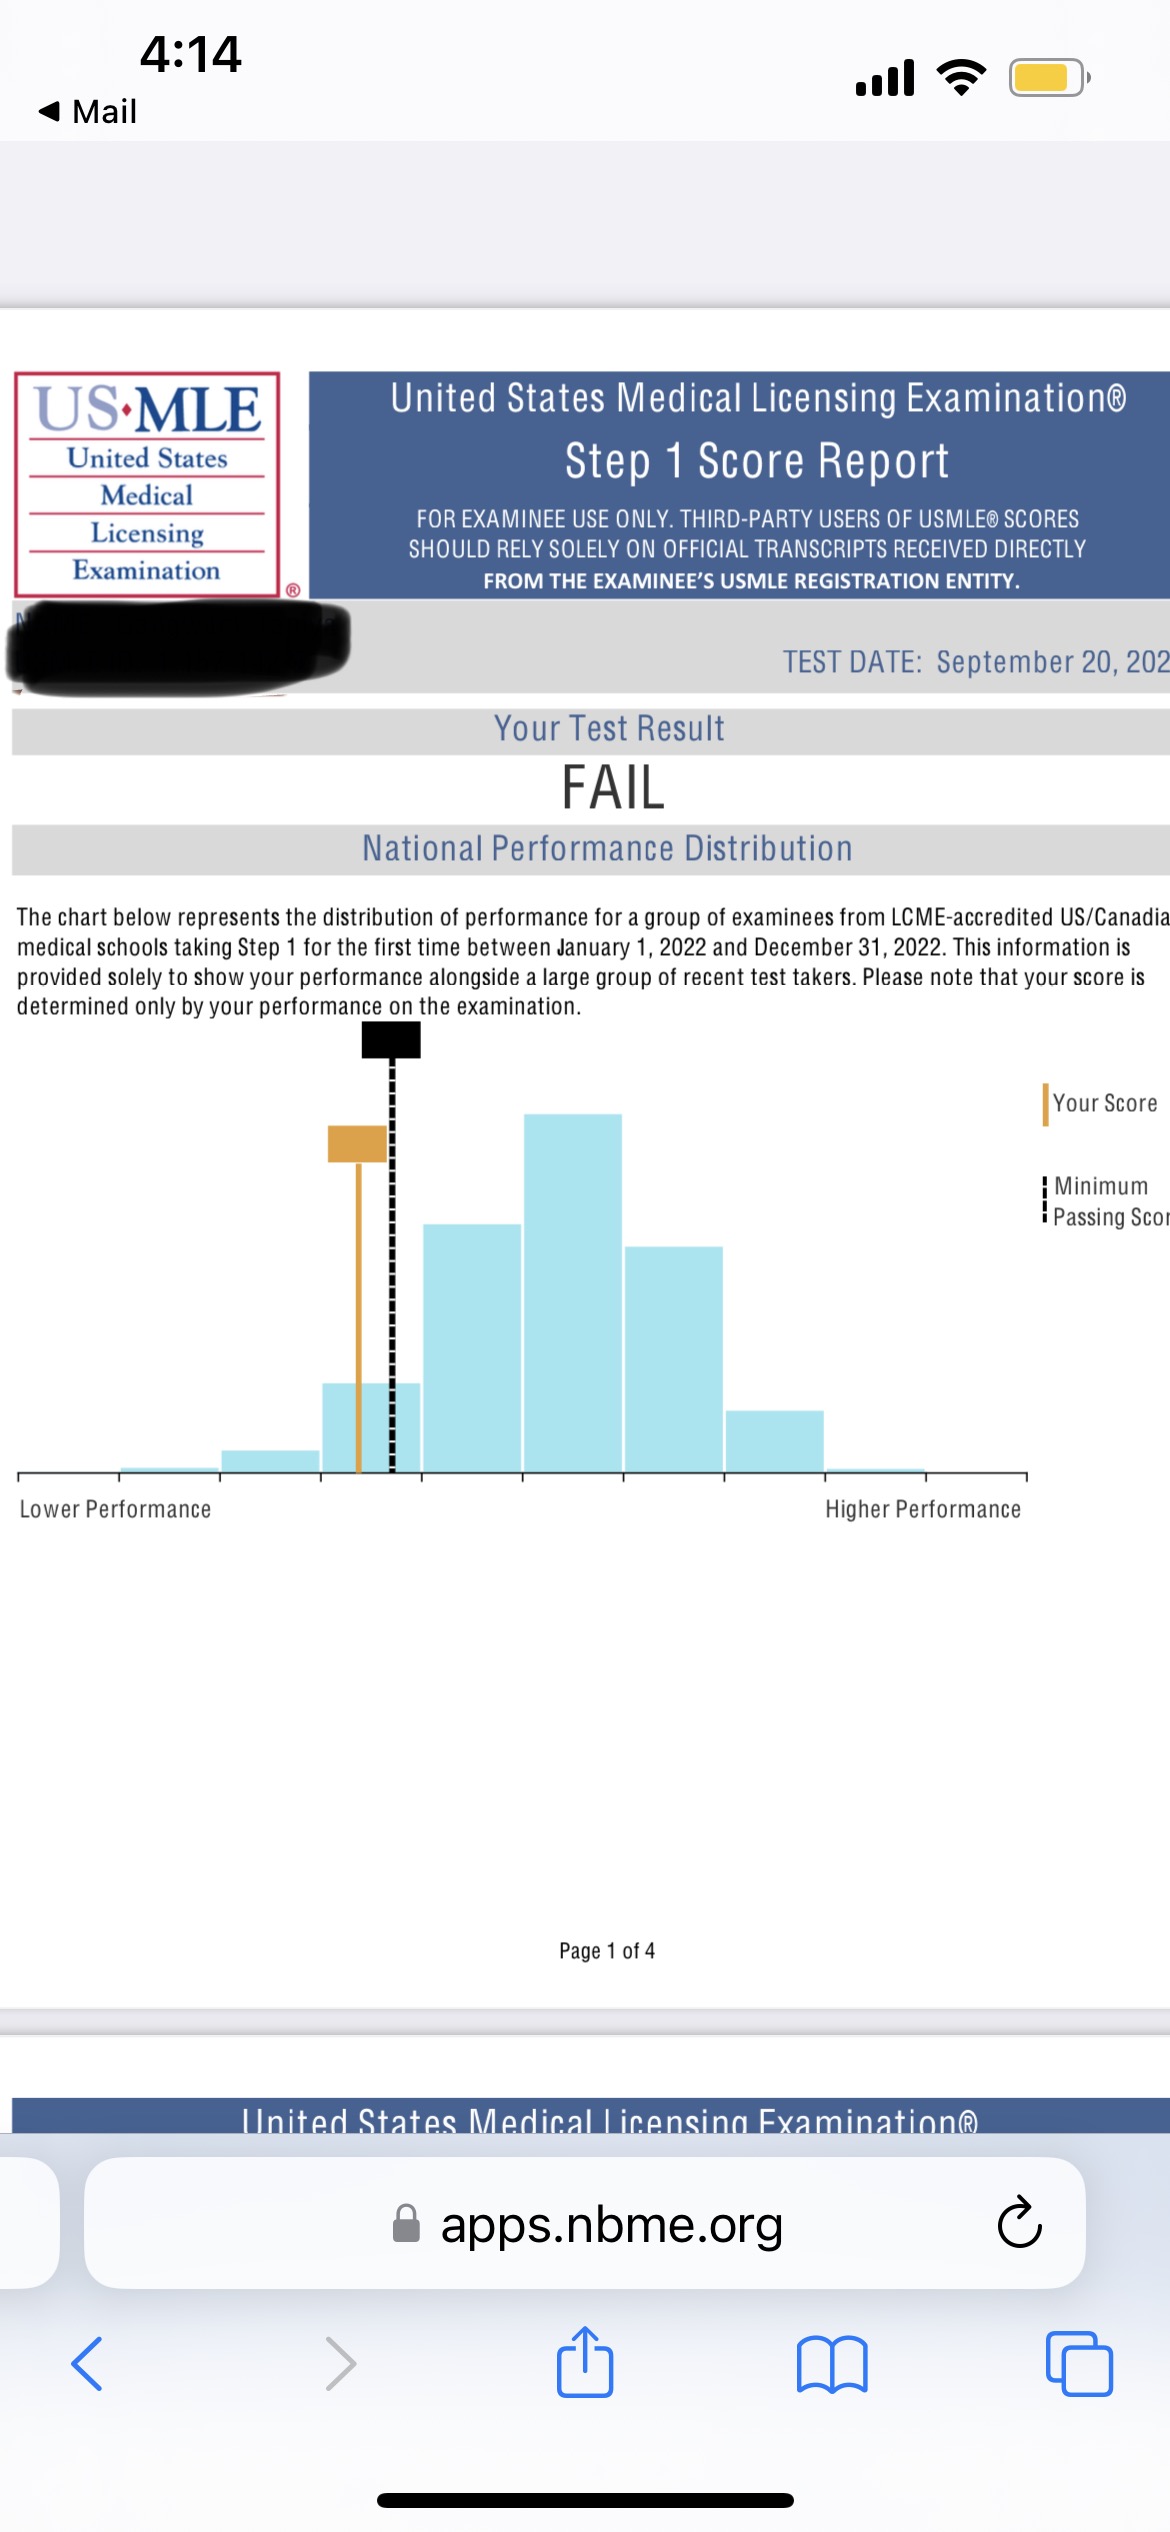 4:14
◀ Mail
US·MLE
United States
Medical
Licensing
Examination
®
United States Medical Licensing Examination®
Step 1 Score Report
FOR EXAMINEE USE ONLY. THIRD-PARTY USERS OF USMLE® SCORES
SHOULD RELY SOLELY ON OFFICIAL TRANSCRIPTS RECEIVED DIRECTLY
FROM THE EXAMINEE'S USMLE REGISTRATION ENTITY.
TEST DATE: September 20, 202
Your Test Result
FAIL
National Performance Distribution
The chart below represents the distribution of performance for a group of examinees from LCME-accredited US/Canadia
medical schools taking Step 1 for the first time between January 1, 2022 and December 31, 2022. This information is
provided solely to show your performance alongside a large group of recent test takers. Please note that your score is
determined only by your performance on the examination.
Your Score
Minimum
Passing Scor
Lower Performance
Higher Performance
Page 1 of 4
United States Medical Licensing Examination®
apps.nbme.org